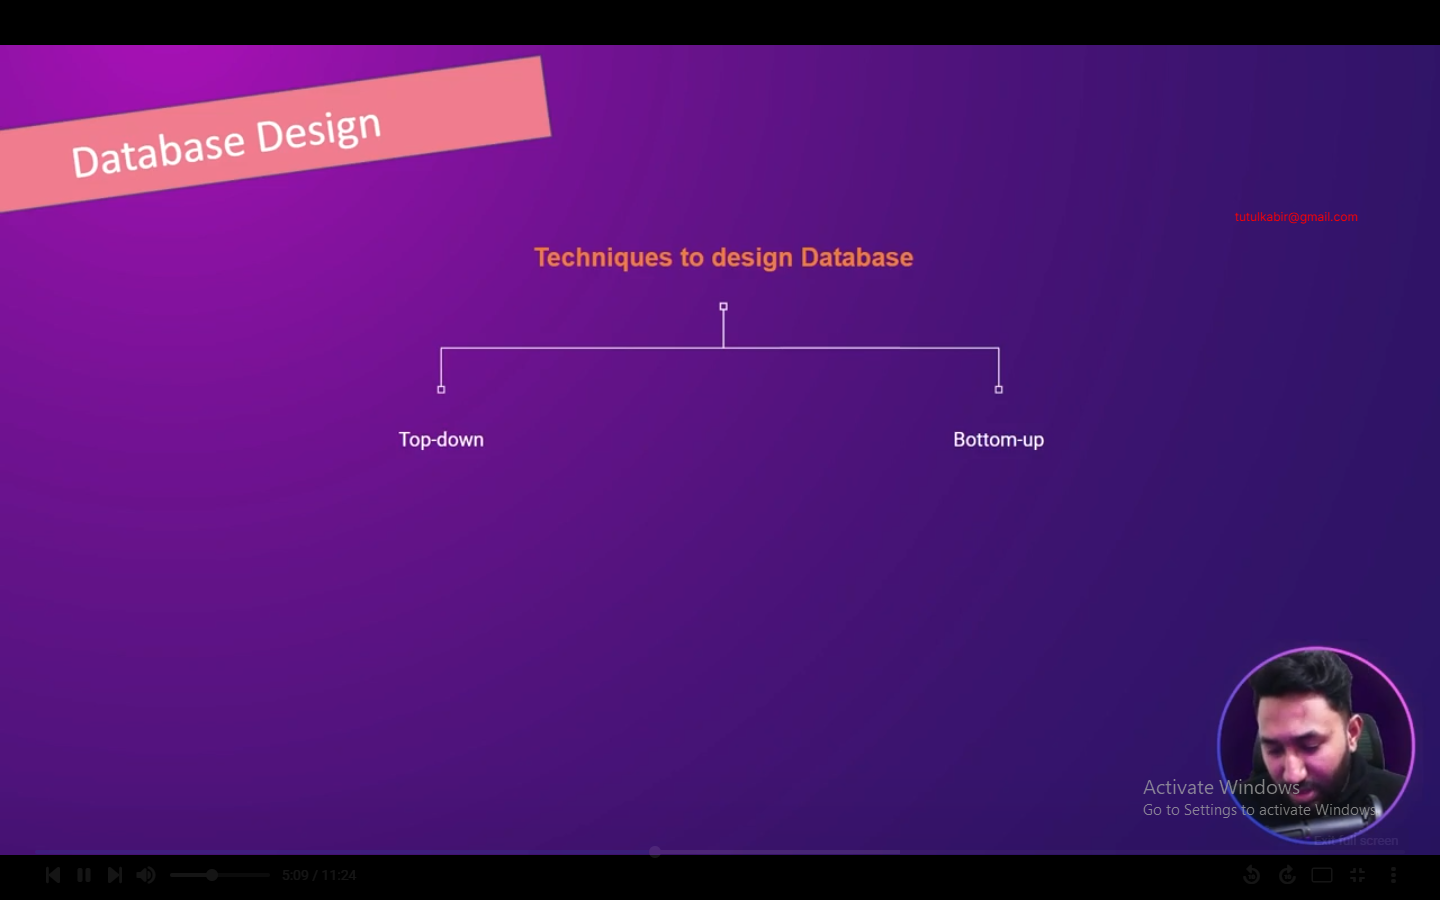 Database Design
tutulkabir@gmail.com
Techniques to design Database
Top-down
Bottom-up
Activate Windows
Go to Settings to activate Windows.
Exit full screen
5:09 / 11:24